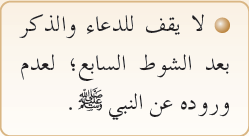 لا يقف للدعاء والذكر
بعد الشوط السابع؛ لعدم
وروده عن النبي ﷺ.